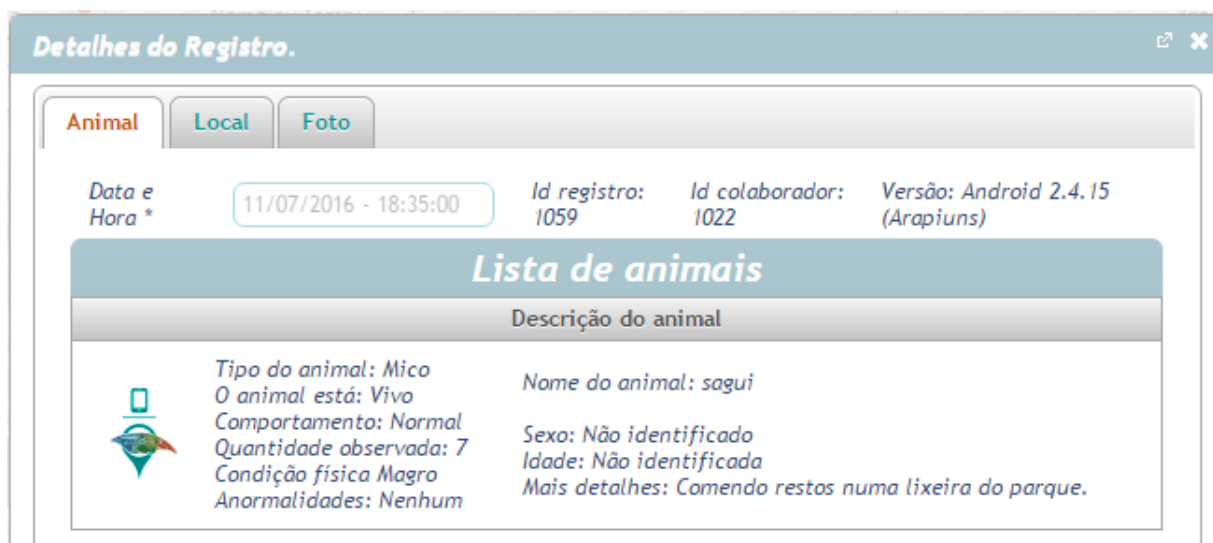 Detalhes do Registro.
Animal Local Foto
Data e Hora * 11/07/2016 - 18:35:00 Id registro: 1059 Id colaborador: 1022 Versão: Android 2.4.15 (Arapiuns)
Lista de animais
Descrição do animal
Tipo do animal: Mico
O animal está: Vivo
Comportamento: Normal
Quantidade observada: 7
Condição física Magro
Anormalidades: Nenhum
Nome do animal: sagui
Sexo: Não identificado
Idade: Não identificada
Mais detalhes: Comendo restos numa lixeira do parque.